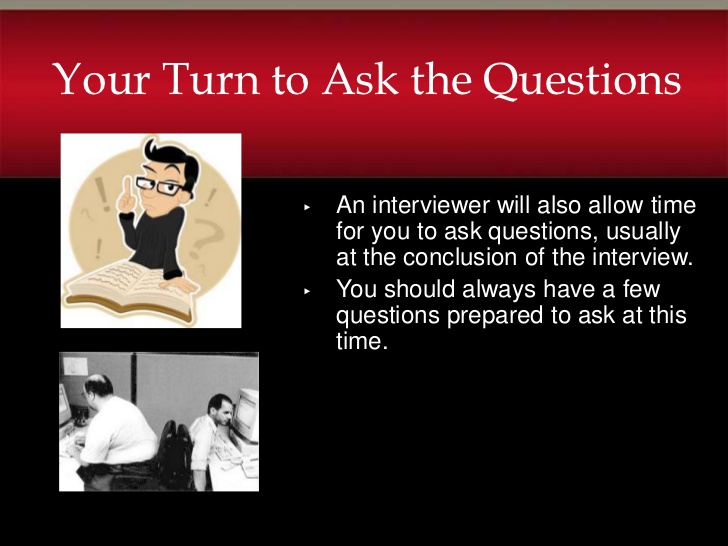 Your Turn to Ask the Questions
▸ An interviewer will also allow time
for you to ask questions, usually
at the conclusion of the interview.
▸ You should always have a few
questions prepared to ask at this
time.